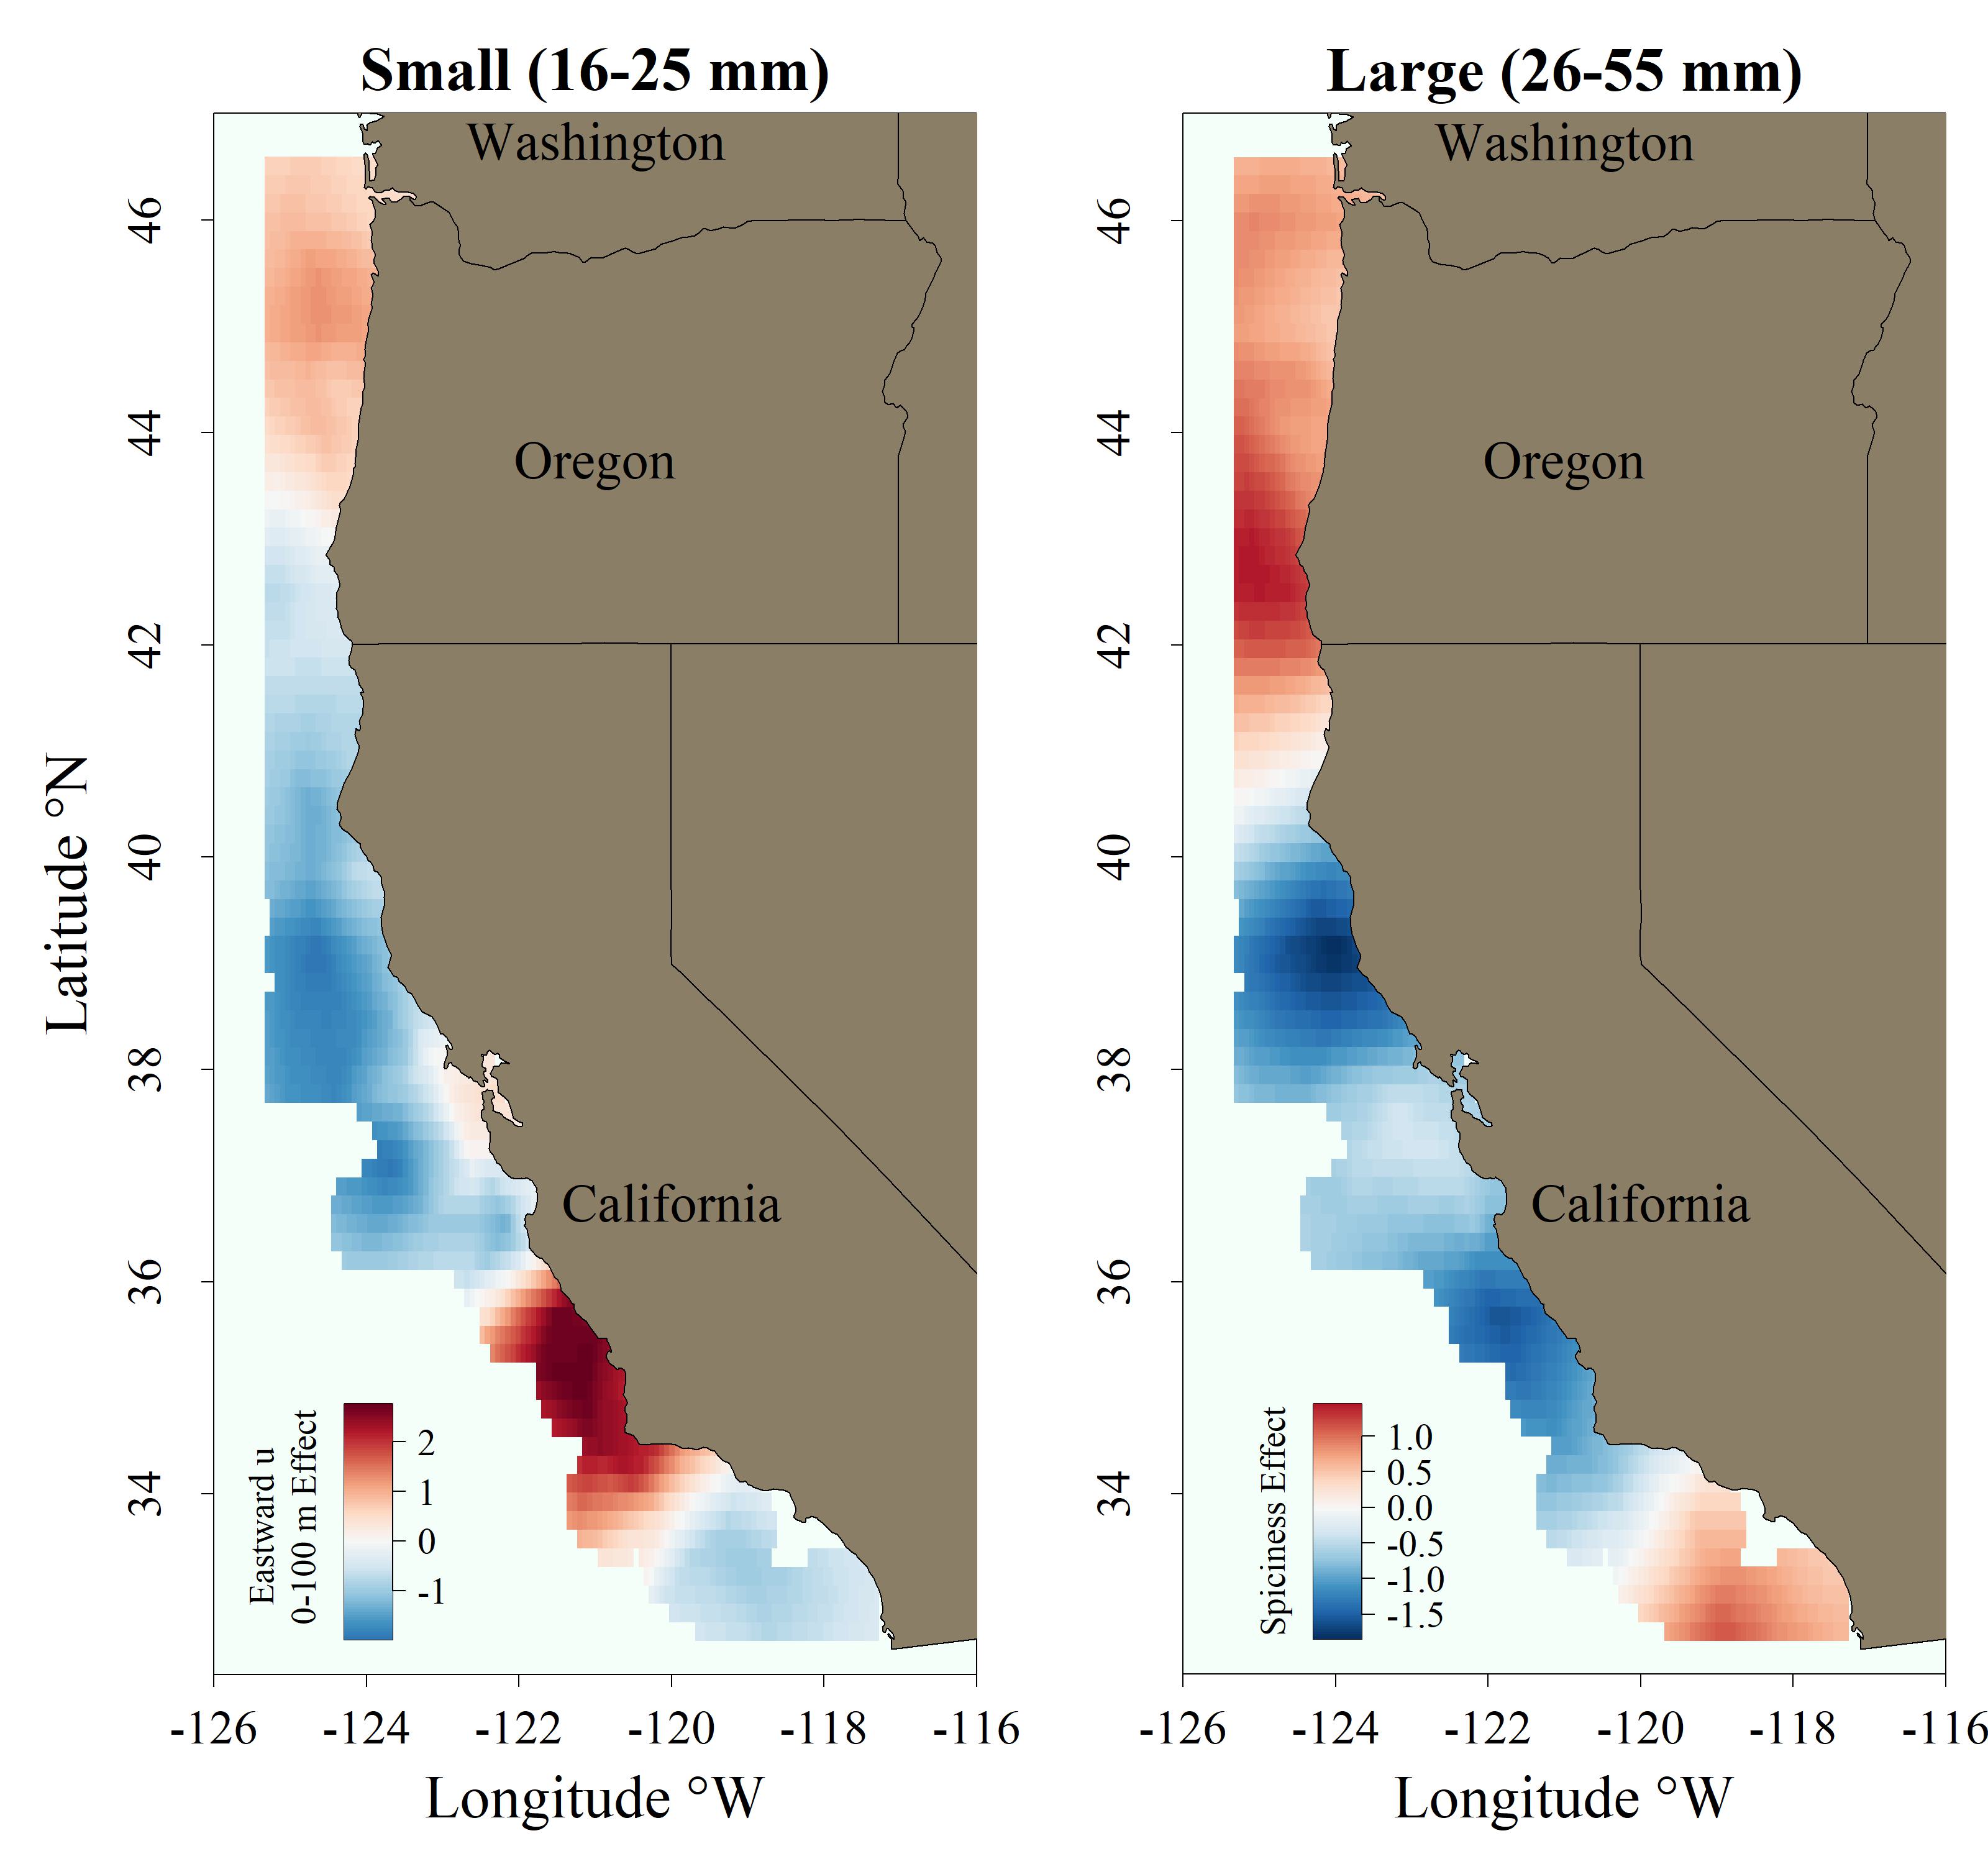 Small (16-25 mm)
Washington
Oregon
California
46
44
42
40
38
36
34
Latitude °N
Eastward u
0-100 m Effect
2
1
0
-1
-126
-124
-122
-120
-118
-116
Longitude °W
Large (26-55 mm)
Washington
Oregon
California
46
44
42
40
38
36
34
Spiciness Effect
1.0
0.5
0.0
-0.5
-1.0
-1.5
-126
-124
-122
-120
-118
-116
Longitude °W